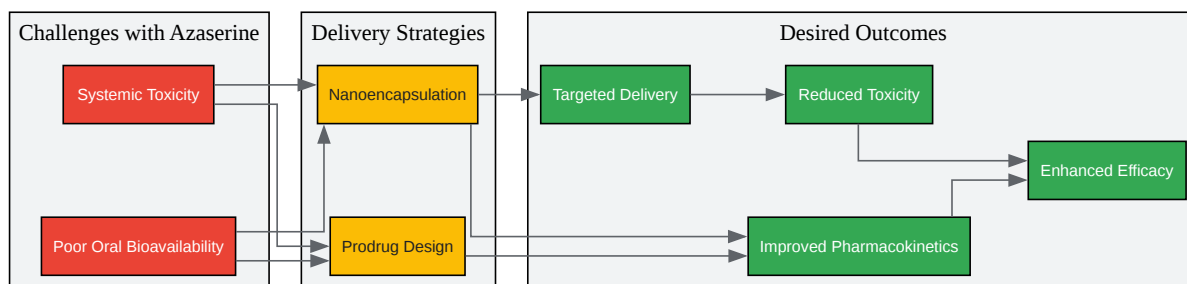 Challenges with Azaserine
Delivery Strategies
Desired Outcomes
Systemic Toxicity
Nanoencapsulation
Targeted Delivery
Reduced Toxicity
Enhanced Efficacy
Poor Oral Bioavailability
Prodrug Design
Improved Pharmacokinetics